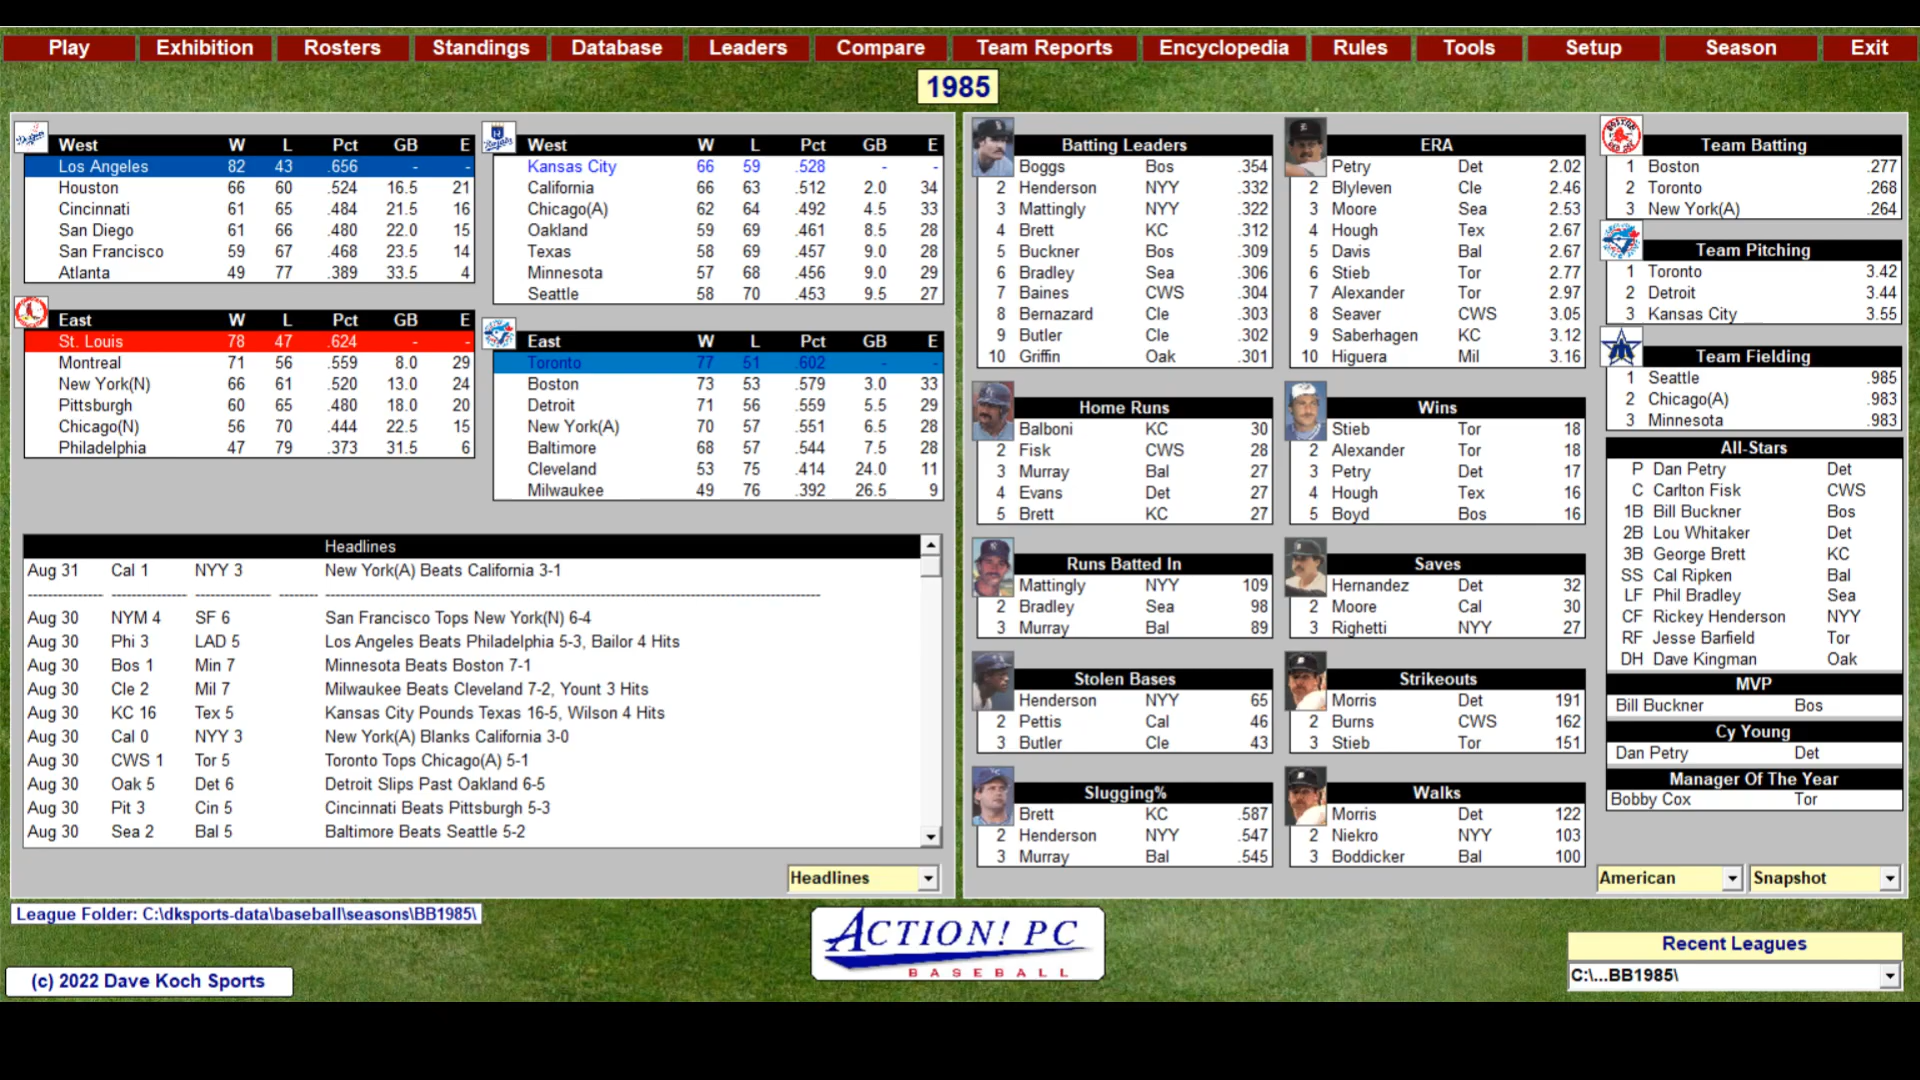 Play Exhibition Rosters Standings Database Leaders Compare Team Reports Encyclopedia Rules Tools Setup Season Exit
1985
West W L Pct GB E
Los Angeles 82 43 .656 - -
Houston 66 60 .524 16.5 21
Cincinnati 61 65 .484 21.5 16
San Diego 61 66 .480 22.0 15
San Francisco 59 67 .468 23.5 14
Atlanta 49 77 .389 33.5 4
East W L Pct GB E
St. Louis 78 47 .624 - -
Montreal 71 56 .559 8.0 29
New York(N) 66 61 .520 13.0 24
Pittsburgh 60 65 .480 18.0 20
Chicago(N) 56 70 .444 22.5 15
Philadelphia 47 79 .373 31.5 6
West W L Pct GB E
Kansas City 66 59 .528 - -
California 66 63 .512 2.0 34
Chicago(A) 62 64 .492 4.5 33
Oakland 59 69 .461 8.5 28
Texas 58 69 .457 9.0 28
Minnesota 57 68 .456 9.0 29
Seattle 58 70 .453 9.5 27
East W L Pct GB E
Toronto 77 51 .602 - -
Boston 73 53 .579 3.0 33
Detroit 71 56 .559 5.5 29
New York(A) 70 57 .551 6.5 28
Baltimore 68 57 .544 7.5 28
Cleveland 53 75 .414 24.0 11
Milwaukee 49 76 .392 26.5 9
Headlines
Aug 31 Cal 1 NYY 3 New York(A) Beats California 3-1
Aug 30 NYM 4 SF 6 San Francisco Tops New York(N) 6-4
Aug 30 Phi 3 LAD 5 Los Angeles Beats Philadelphia 5-3, Bailor 4 Hits
Aug 30 Bos 1 Min 7 Minnesota Beats Boston 7-1
Aug 30 Cle 2 Mil 7 Milwaukee Beats Cleveland 7-2, Yount 3 Hits
Aug 30 KC 16 Tex 5 Kansas City Pounds Texas 16-5, Wilson 4 Hits
Aug 30 Cal 0 NYY 3 New York(A) Blanks California 3-0
Aug 30 CWS 1 Tor 5 Toronto Tops Chicago(A) 5-1
Aug 30 Oak 5 Det 6 Detroit Slips Past Oakland 6-5
Aug 30 Pit 3 Cin 5 Cincinnati Beats Pittsburgh 5-3
Aug 30 Sea 2 Bal 5 Baltimore Beats Seattle 5-2
Headlines
Batting Leaders
Boggs Bos .354
2 Henderson NYY .332
3 Mattingly NYY .322
4 Brett KC .312
5 Buckner Bos .309
6 Bradley Sea .306
7 Baines CWS .304
8 Bernazard Cle .303
9 Butler Cle .302
10 Griffin Oak .301
Home Runs
Balboni KC 30
2 Fisk CWS 28
3 Murray Bal 27
4 Evans Det 27
5 Brett KC 27
Runs Batted In
Mattingly NYY 109
2 Bradley Sea 98
3 Murray Bal 89
Stolen Bases
Henderson NYY 65
2 Pettis Cal 46
3 Butler Cle 43
Slugging%
Brett KC .587
2 Henderson NYY .547
3 Murray Bal .545
ERA
Petry Det 2.02
2 Blyleven Cle 2.46
3 Moore Sea 2.53
4 Hough Tex 2.67
5 Davis Bal 2.67
6 Stieb Tor 2.77
7 Alexander Tor 2.97
8 Seaver CWS 3.05
9 Saberhagen KC 3.12
10 Higuera Mil 3.16
Wins
Stieb Tor 18
2 Alexander Tor 18
3 Petry Det 17
4 Hough Tex 16
5 Boyd Bos 16
Saves
Hernandez Det 32
2 Moore Cal 30
3 Righetti NYY 27
Strikeouts
Morris Det 191
2 Burns CWS 162
3 Stieb Tor 151
Walks
Morris Det 122
2 Niekro NYY 103
3 Boddicker Bal 100
Team Batting
1 Boston .277
2 Toronto .268
3 New York(A) .264
Team Pitching
1 Toronto 3.42
2 Detroit 3.44
3 Kansas City 3.55
Team Fielding
1 Seattle .985
2 Chicago(A) .983
3 Minnesota .983
All-Stars
P Dan Petry Det
C Carlton Fisk CWS
1B Bill Buckner Bos
2B Lou Whitaker Det
3B George Brett KC
SS Cal Ripken Bal
LF Phil Bradley Sea
CF Rickey Henderson NYY
RF Jesse Barfield Tor
DH Dave Kingman Oak
MVP
Bill Buckner Bos
Cy Young
Dan Petry Det
Manager Of The Year
Bobby Cox Tor
American Snapshot
League Folder: C:\dksports-data\baseball\seasons\BB1985\
(c) 2022 Dave Koch Sports
ACTION! PC
BASEBALL
Recent Leagues
C:\...BB1985\